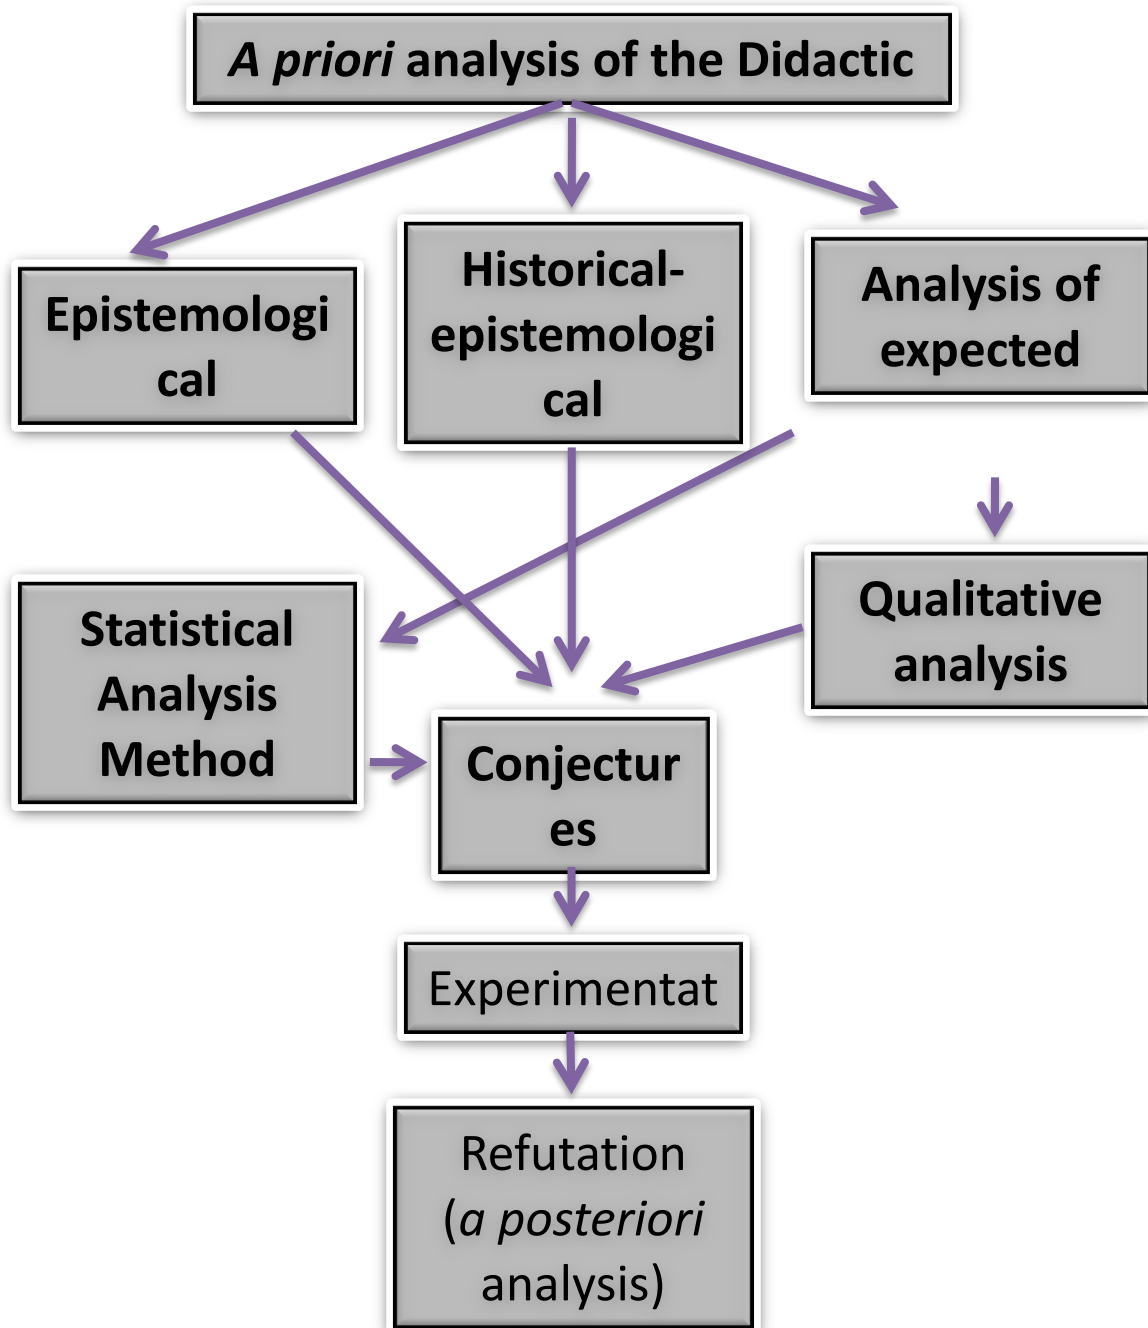 A priori analysis of the Didactic
Epistemologi
cal
Historical-
epistemologi
cal
Analysis of
expected
Statistical
Analysis
Method
Qualitative
analysis
Conjectur
es
Experimentat
Refutation
(a posteriori
analysis)